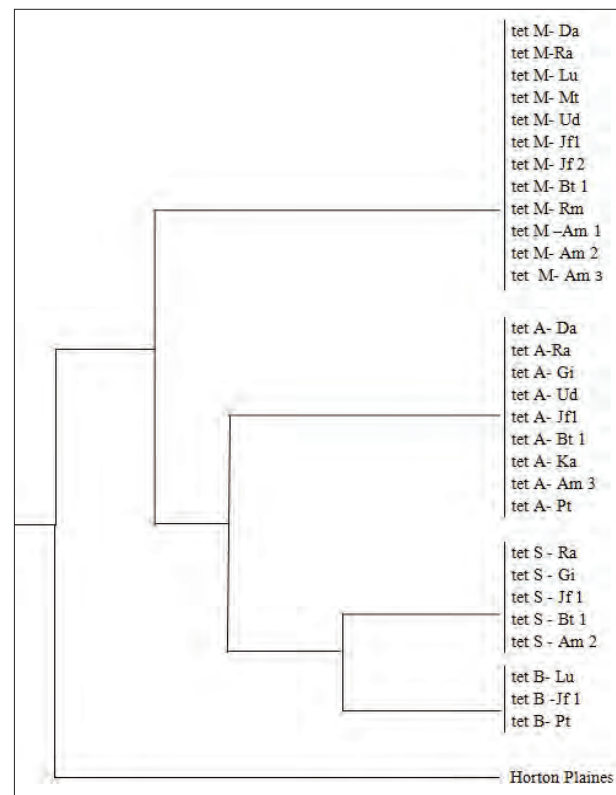 tet M- Da
tet M-Ra
tet M- Lu
tet M- Mt
tet M- Ud
tet M- Jf1
tet M- Jf 2
tet M- Bt 1
tet M- Rm
tet M –Am 1
tet M- Am 2
tet M- Am 3
tet A- Da
tet A-Ra
tet A- Gi
tet A- Ud
tet A- Jf1
tet A- Bt 1
tet A- Ka
tet A- Am 3
tet A- Pt
tet S - Ra
tet S - Gi
tet S - Jf 1
tet S - Bt 1
tet S - Am 2
tet B- Lu
tet B -Jf 1
tet B- Pt
Horton Plaines